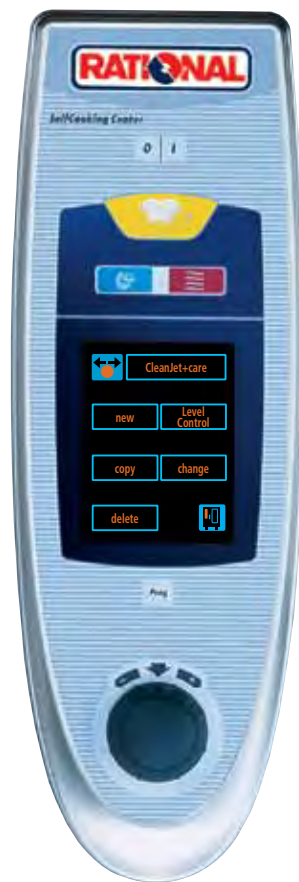 RATIONAL
SelfCooking Center
0 1
CleanJet+care
new
Level
Control
copy
change
delete
Prog